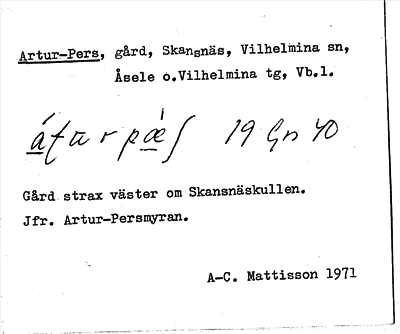 Artur-Pers, gård, Skansnäs, Vilhelmina sn,
Åsele o.Vilhelmina tg, Vb.l.
19 Gn 40
Gård strax väster om Skansnäskullen.
Jfr. Artur-Persmyran.
A-C. Mattisson 1971